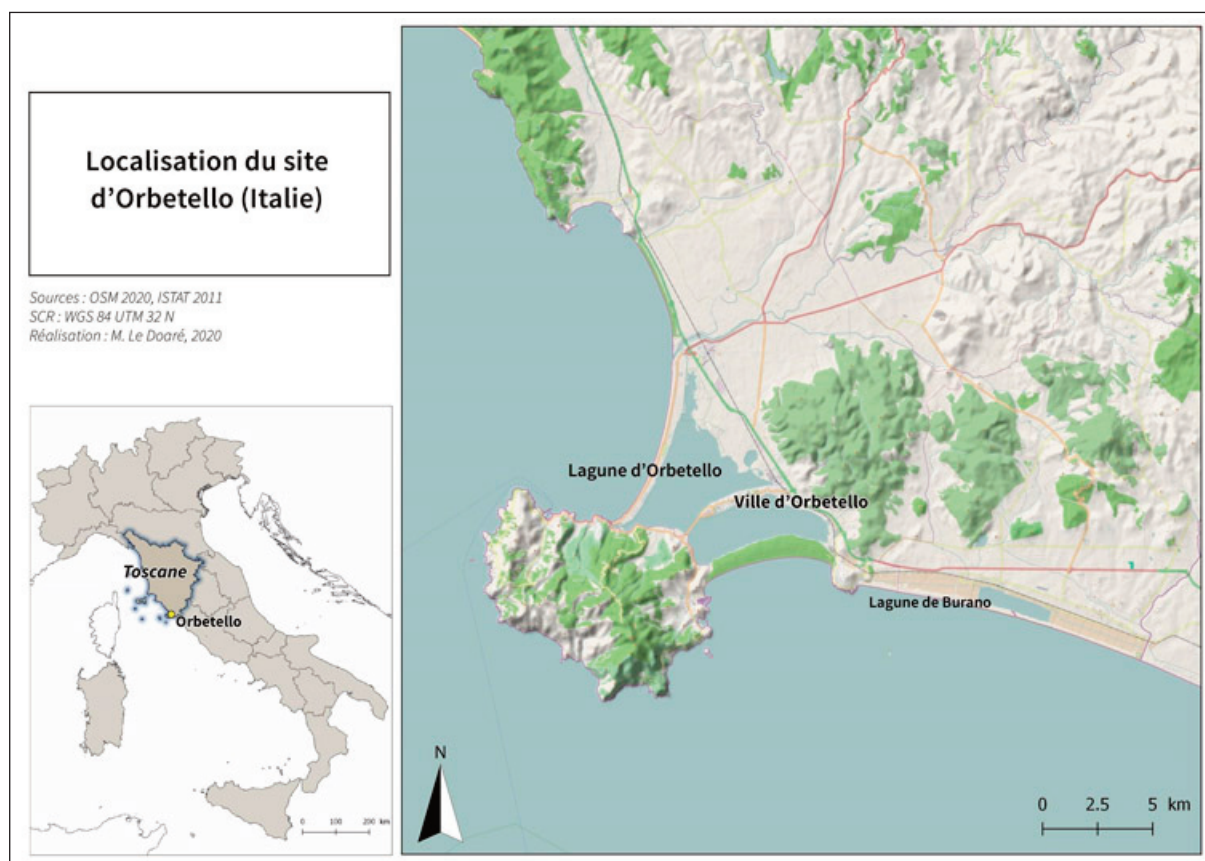 Localisation du site
d'Orbetello (Italie)
Sources : OSM 2020, ISTAT 2011
SCR : WGS 84 UTM 32 N
Réalisation : M. Le Doaré, 2020
Toscane
Orbetello
0 100 200 km
Lagune d'Orbetello
Ville d'Orbetello
Lagune de Burano
N
0 2.5 5 km